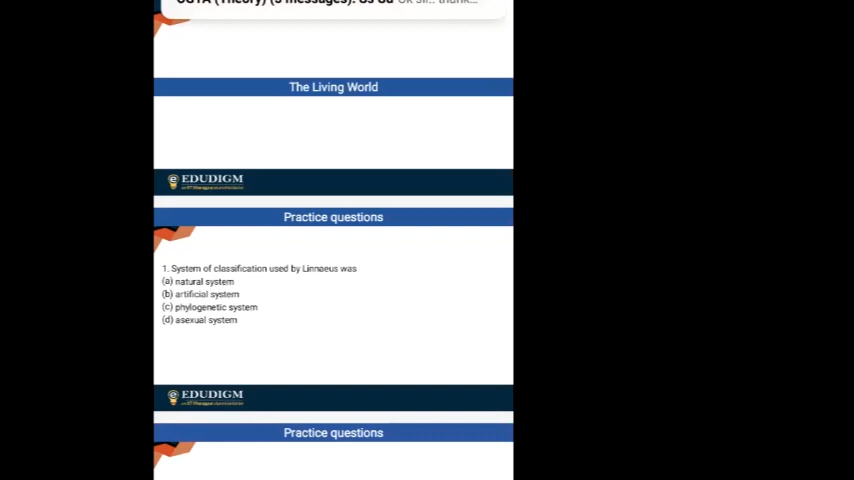 The Living World
EDUDIGM
Practice questions
1. System of classification used by Linnaeus was
(a) natural system
(b) artificial system
(c) phylogenetic system
(d) asexual system
EDUDIGM
Practice questions